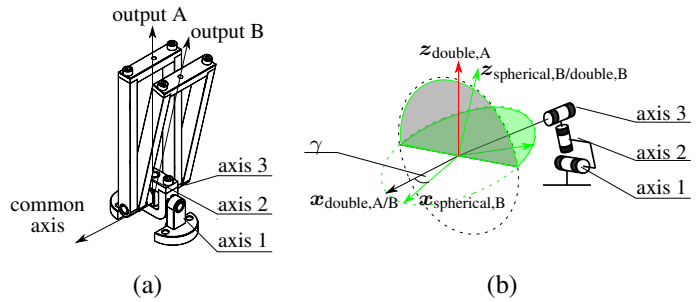 output A
output B
axis 3
axis 2
axis 1
common
axis
(a)
z_double,A
z_spherical,B/double,B
axis 3
axis 2
axis 1
γ
x_double,A/B
x_spherical,B
(b)